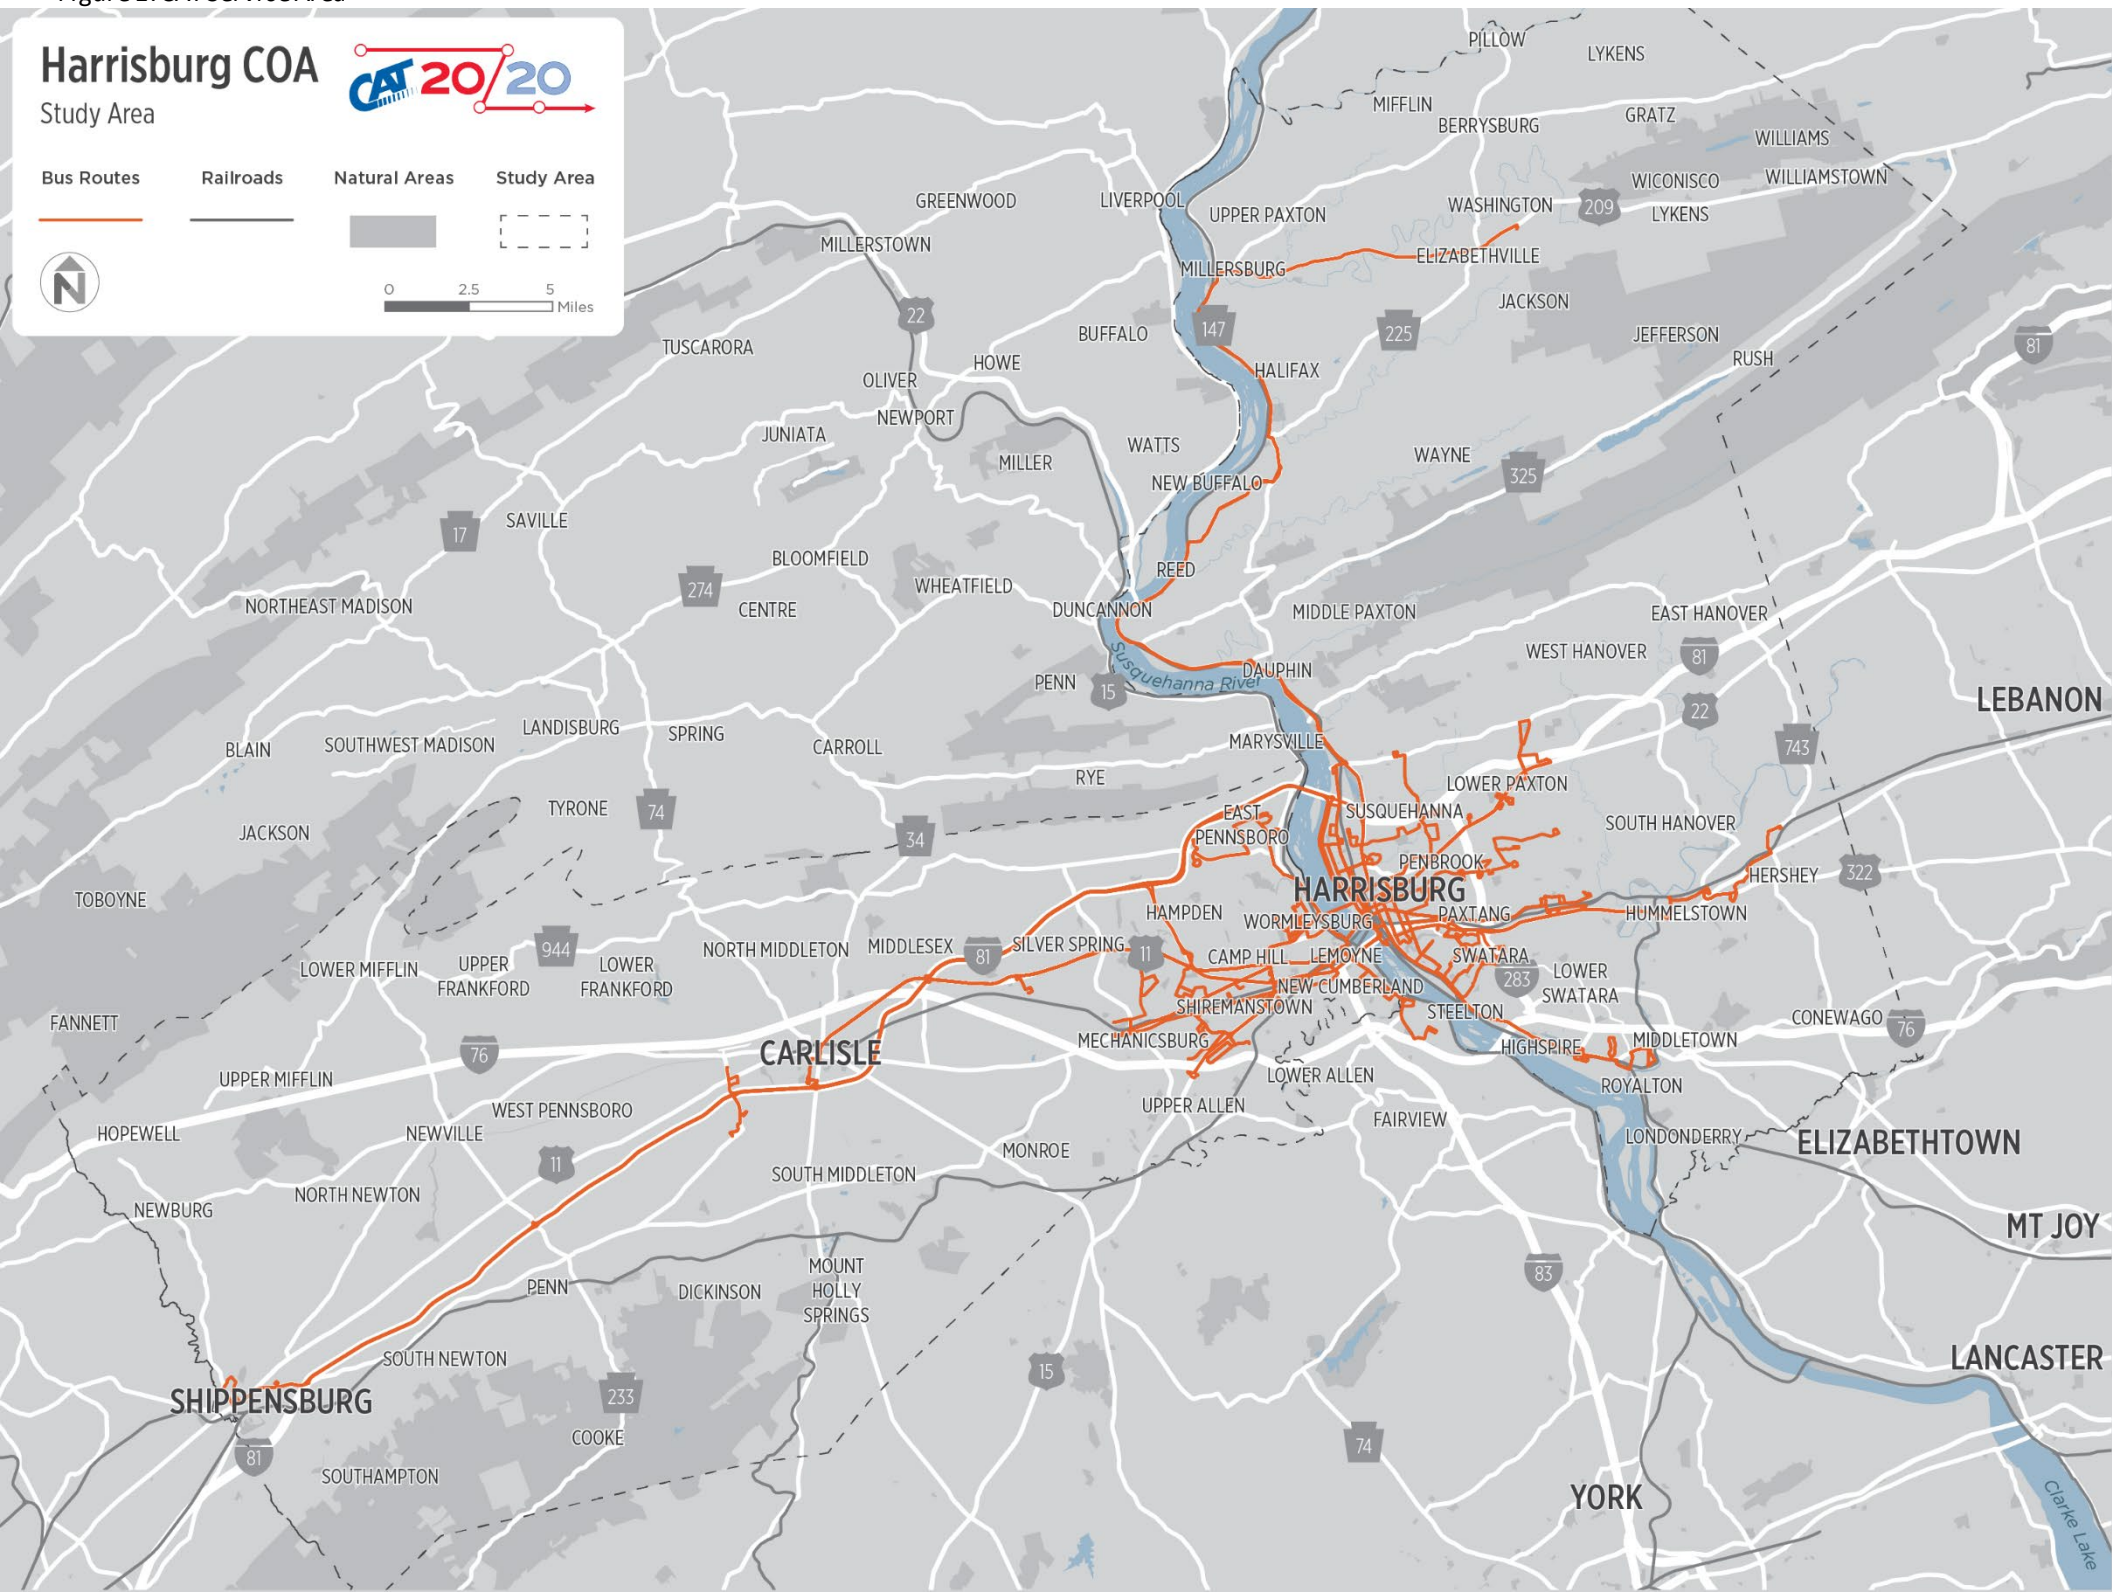 Harrisburg COA
CAT 20/20
Study Area
Bus Routes
Railroads
Natural Areas
Study Area
N
0
2.5
5
Miles
PILLOW
LYKENS
MIFFLIN
BERRYSBURG
GRATZ
WILLIAMS
WICONISCO
WILLIAMSTOWN
GREENWOOD
LIVERPOOL
UPPER PAXTON
WASHINGTON
209
LYKENS
MILLERSTOWN
MILLERSBURG
ELIZABETHVILLE
JACKSON
22
BUFFALO
147
225
JEFFERSON
81
TUSCARORA
HOWE
RUSH
OLIVER
HALIFAX
NEWPORT
JUNIATA
WATTS
MILLER
WAYNE
325
NEW BUFFALO
17
SAVILLE
BLOOMFIELD
REED
274
WHEATFIELD
NORTHEAST MADISON
CENTRE
DUNCANNON
MIDDLE PAXTON
EAST HANOVER
WEST HANOVER
81
Susquehanna River
DAUPHIN
PENN
15
LEBANON
22
LANDISBURG
SPRING
BLAIN
SOUTHWEST MADISON
CARROLL
MARYSVILLE
743
RYE
LOWER PAXTON
TYRONE
74
EAST
PENNSBORO
SUSQUEHANNA
SOUTH HANOVER
JACKSON
34
PENBROOK
HERSHEY
322
TOBOYNE
HARRISBURG
HAMPDEN
WORMLEYSBURG
PAXTANG
HUMMELSTOWN
944
NORTH MIDDLETON
MIDDLESEX
81
SILVER SPRING
11
CAMP HILL
LEMOYNE
SWATARA
LOWER MIFFLIN
UPPER
FRANKFORD
LOWER
FRANKFORD
283
LOWER
SWATARA
NEW CUMBERLAND
SHIREMANSTOWN
STEELTON
FANNETT
CONEWAGO
76
76
CARLISLE
MECHANICSBURG
HIGHSPIRE
MIDDLETOWN
UPPER MIFFLIN
LOWER ALLEN
ROYALTON
WEST PENNSBORO
UPPER ALLEN
FAIRVIEW
HOPEWELL
NEWVILLE
LONDONDERRY
ELIZABETHTOWN
11
MONROE
SOUTH MIDDLETON
NORTH NEWTON
NEWBURG
MT JOY
MOUNT
HOLLY
SPRINGS
PENN
DICKINSON
83
SOUTH NEWTON
15
LANCASTER
SHIPPENSBURG
233
COOKE
74
81
SOUTHAMPTON
YORK
Clarke Lake